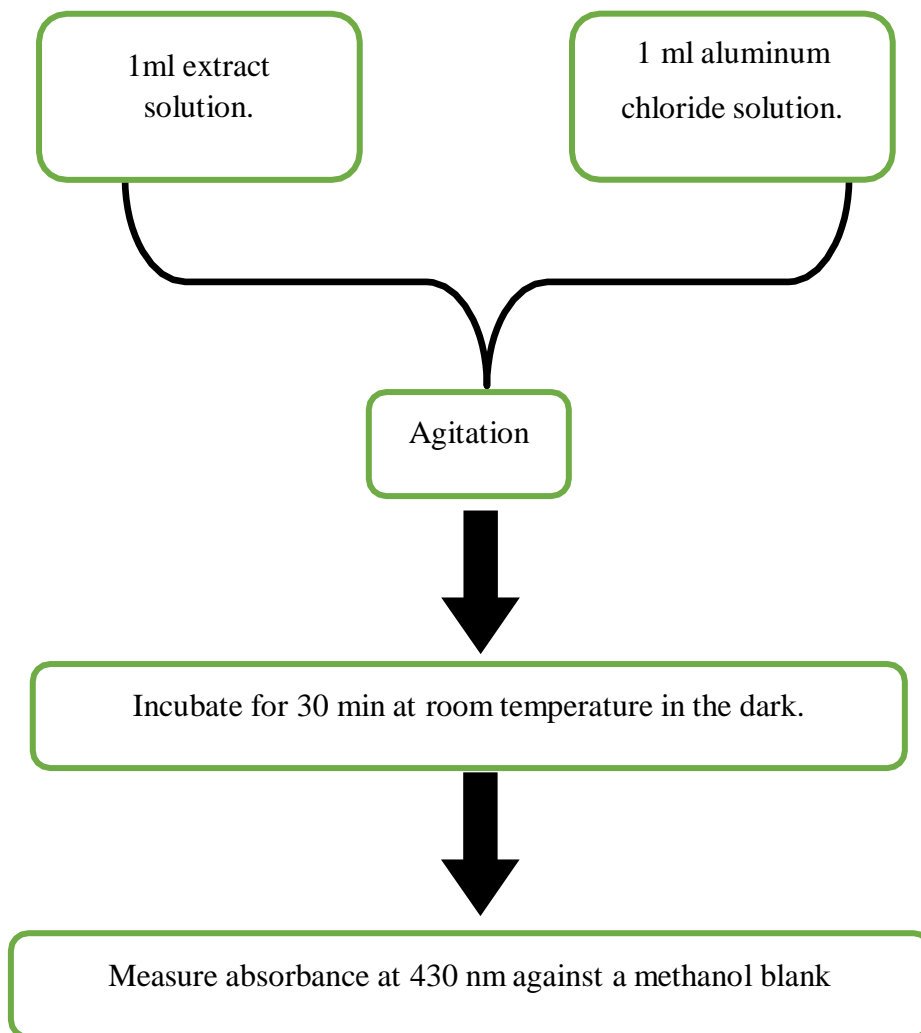 1ml extract
solution.
1 ml aluminum
chloride solution.
Agitation
Incubate for 30 min at room temperature in the dark.
Measure absorbance at 430 nm against a methanol blank